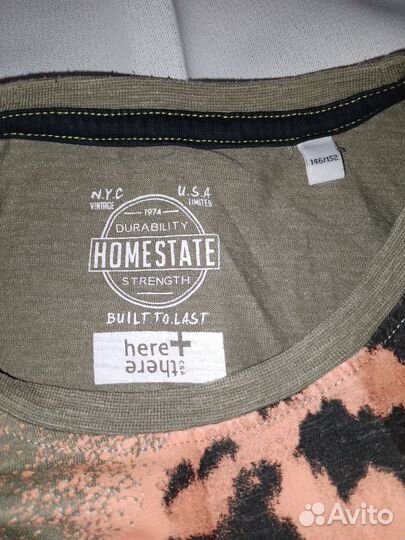 146/152
N.Y.C U.S.A
VINTAGE LIMITED
1974
DURABILITY
HOMESTATE
STRENGTH
BUILT TO.LAST
here+
there
C&A
Avito